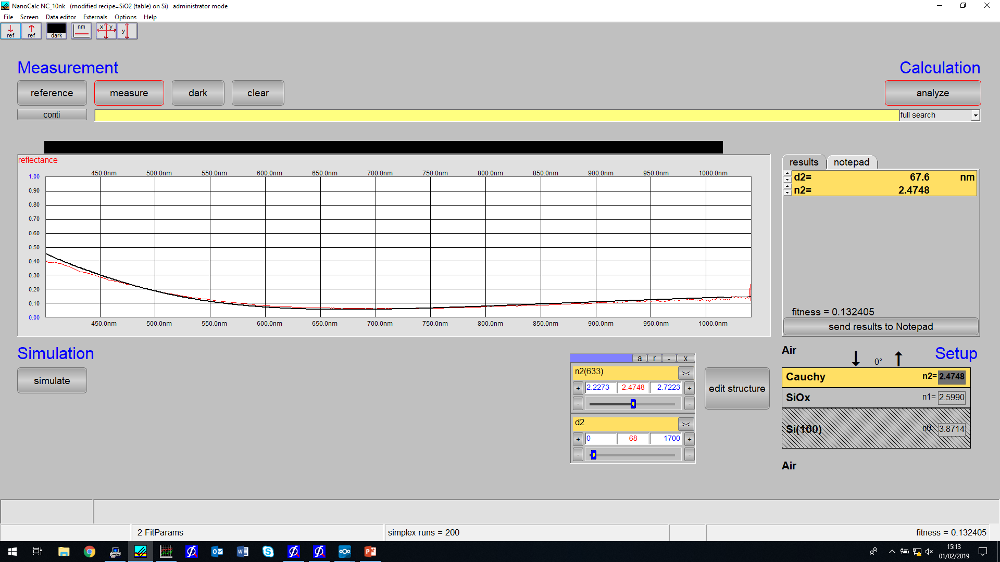 NanoCalc NC_10nk   (modified recipe=SiO2 (table) on Si)   administrator mode
File Screen Data editor Externals Options Help
ref ref dark nm x y y
Measurement
Calculation
reference measure dark clear
analyze
conti
full search
reflectance
450.0nm 500.0nm 550.0nm 600.0nm 650.0nm 700.0nm 750.0nm 800.0nm 850.0nm 900.0nm 950.0nm 1000.0nm
1.00
0.90
0.80
0.70
0.60
0.50
0.40
0.30
0.20
0.10
0.00
450.0nm 500.0nm 550.0nm 600.0nm 650.0nm 700.0nm 750.0nm 800.0nm 850.0nm 900.0nm 950.0nm 1000.0nm
results notepad
d2= 67.6 nm
n2= 2.4748
fitness = 0.132405
send results to Notepad
Simulation
simulate
a r - x
n2(633) ><
+ 2.2273 2.4748 2.7223 +
- -
d2 ><
+ 0 68 1700 +
- -
edit structure
Air
0°
Setup
Cauchy n2= 2.4748
SiOx n1= 2.5990
Si(100) n0= 3.8714
Air
2 FitParams
simplex runs = 200
fitness = 0.132405
15:13
01/02/2019